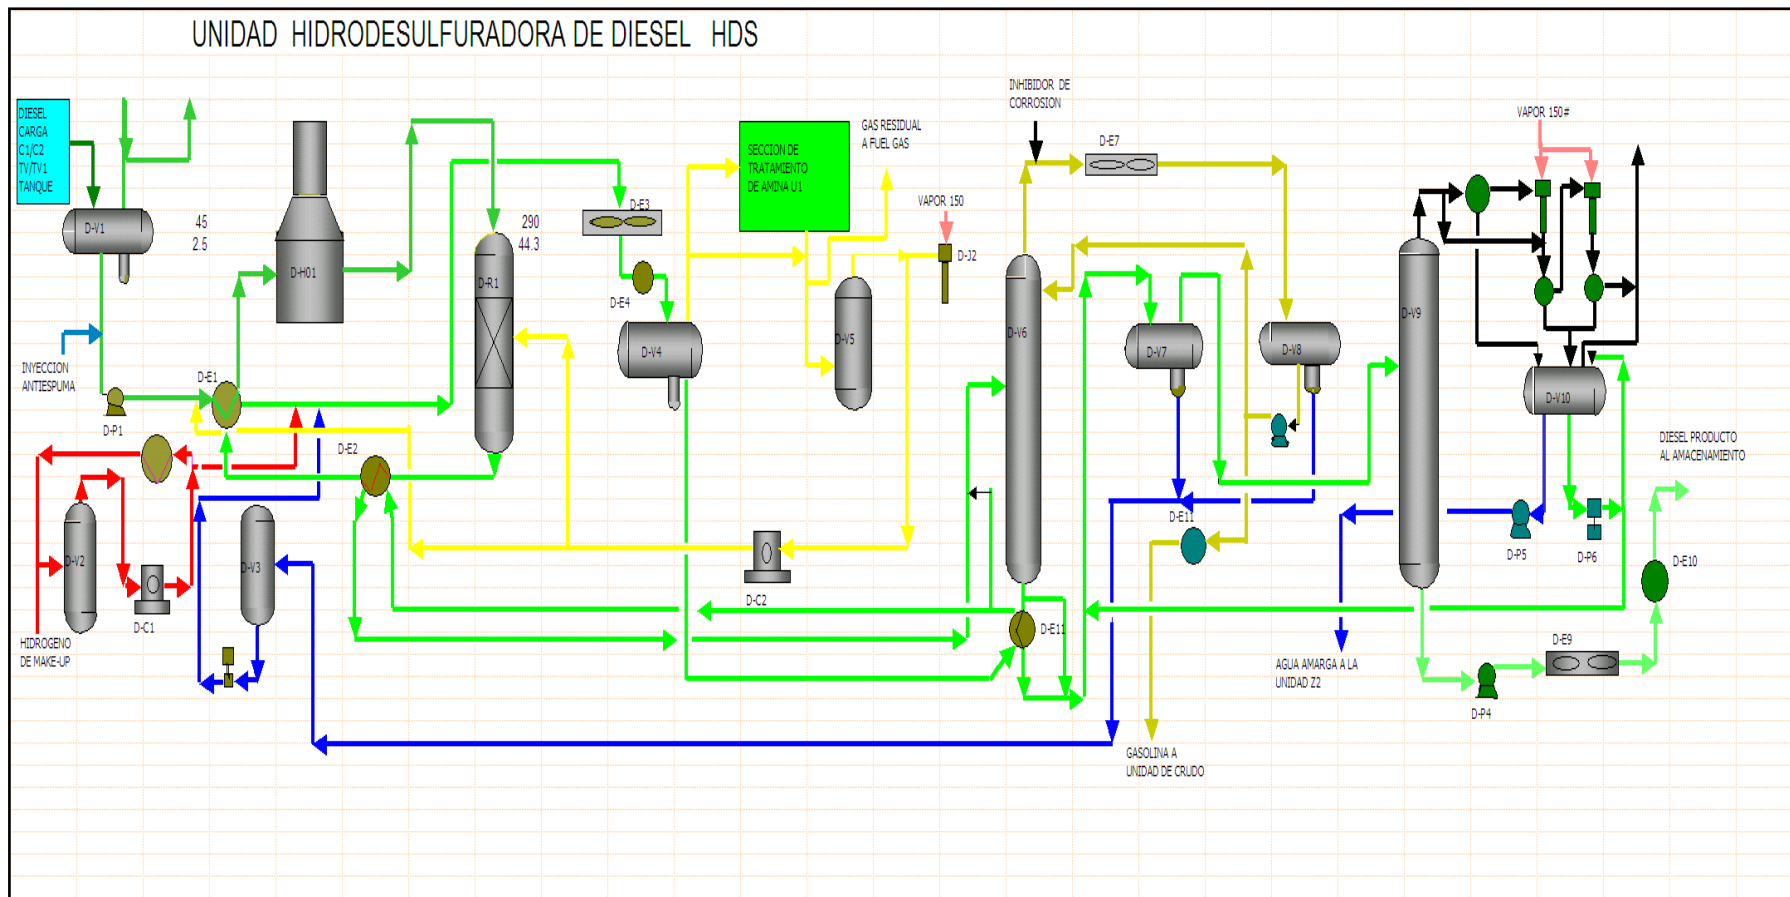 UNIDAD HIDRODESULFURADORA DE DIESEL HDS
DIESEL
CARGA
C1/C2
TV/TV1
TANQUE
D-V1
45
2.5
D-H01
INYECCION
ANTIESPUMA
D-P1
D-E1
D-E2
D-V2
D-C1
D-V3
HIDROGENO
DE MAKE-UP
290
44.3
D-R1
D-E3
D-E4
D-V4
SECCION DE
TRATAMIENTO
DE AMINA U1
GAS RESIDUAL
A FUEL GAS
VAPOR 150
D-J2
D-V5
D-C2
INHIBIDOR DE
CORROSION
D-E7
D-V6
D-V7
D-V8
D-E11
D-E11
GASOLINA A
UNIDAD DE CRUDO
VAPOR 150#
D-V9
D-V10
D-P5
D-P6
AGUA AMARGA A LA
UNIDAD Z2
DIESEL PRODUCTO
AL AMACENAMIENTO
D-E10
D-E9
D-P4